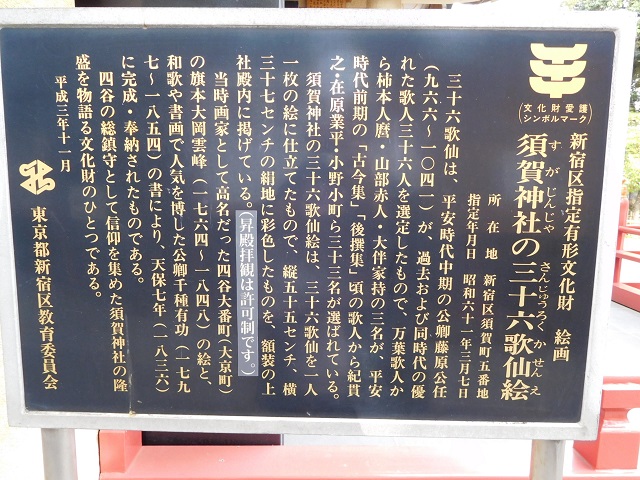 (文化財愛護
シンボルマーク)
新宿区指定有形文化財 絵画
すがじんじゃ さんじゅうろくかせんえ
須賀神社の三十六歌仙絵
所在地 新宿区須賀町五番地
指定年月日 昭和六十一年三月七日
三十六歌仙は、平安時代中期の公卿藤原公任
(九六六〜一〇四一)が、過去および同時代の優
れた歌人三十六人を選定したもので、万葉歌人か
ら柿本人麿・山部赤人・大伴家持の三名が、平安
時代前期の「古今集」「後撰集」頃の歌人から紀貫
之・在原業平・小野小町ら三十三名が選ばれている。
須賀神社の三十六歌仙絵は、三十六歌仙を一人
一枚の絵に仕立てたもので、縦五十五センチ、横
三十七センチの絹地に彩色したものを、額装の上
社殿内に掲げている。(昇殿拝観は許可制です。)
当時画家として高名だった四谷大番町(大京町)
の旗本大岡雲峰(一七六四〜一八四八)の絵と、
和歌や書画で人気を博した公卿千種有功(一七九
七〜一八五四)の書により、天保七年(一八三六)
に完成・奉納されたものである。
四谷の総鎮守として信仰を集めた須賀神社の隆
盛を物語る文化財のひとつである。
平成三年十一月
東京都新宿区教育委員会